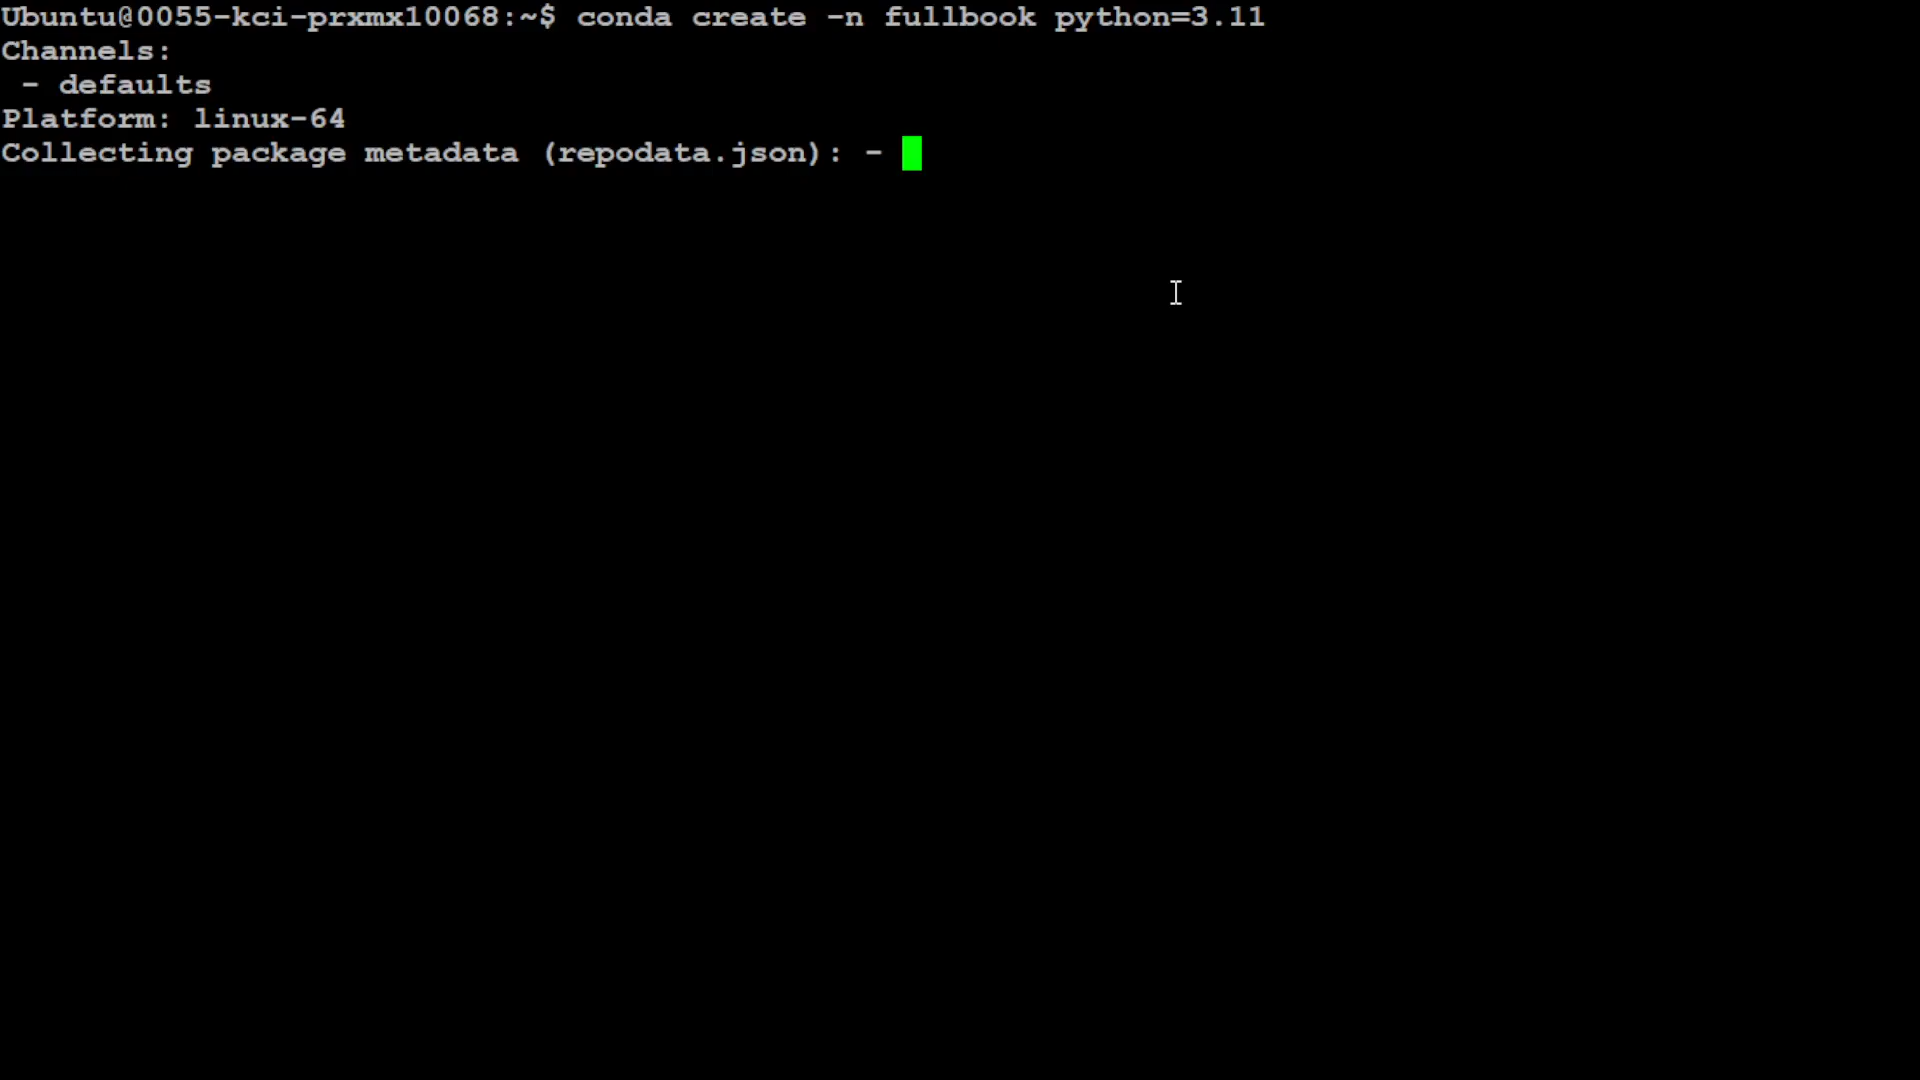 Ubuntu@0055-kci-prxmx10068:~$ conda create -n fullbook python=3.11
Channels:
 - defaults
Platform: linux-64
Collecting package metadata (repodata.json): -